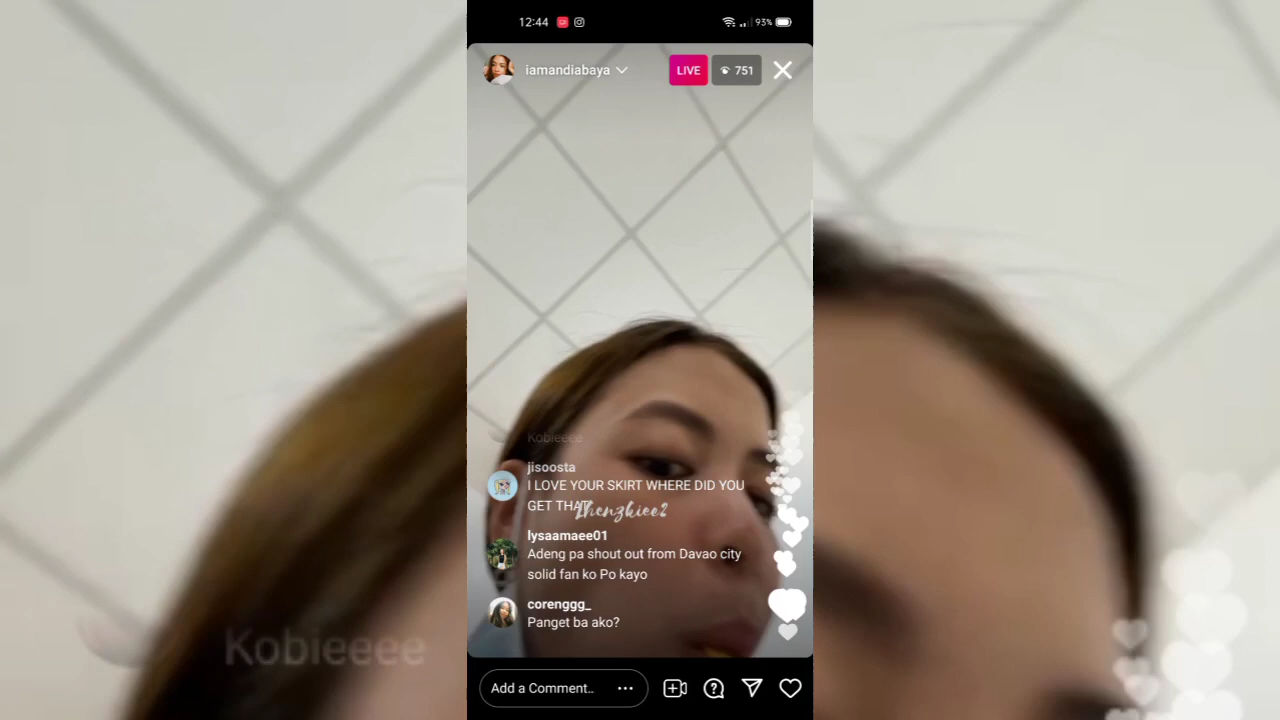 12:44
93%
iamandiabaya
LIVE
751
Kobieeee
jisoosta
I LOVE YOUR SKIRT WHERE DID YOU
GET THAT
Zhenzkiee2
lysaamaee01
Adeng pa shout out from Davao city
solid fan ko Po kayo
corenggg_
Panget ba ako?
Kobieeee
Add a Comment..